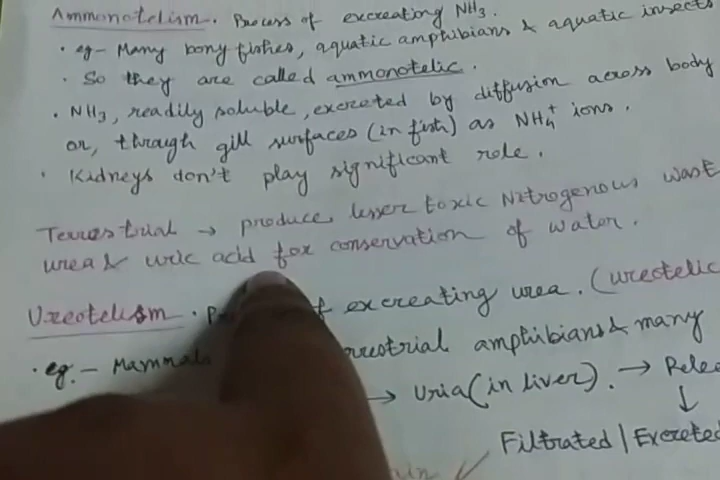 Ammonotelism. Process of excreating NH3.
• eg - Many bony fishes, aquatic amphibians & aquatic insects
• So they are called ammonotelic.
• NH3, readily soluble, excreted by diffusion across body
or, through gill surfaces (in fish) as NH4+ ions.
• Kidneys don't play significant role.
Terrestrial → produce lesser toxic Nitrogenous wast
urea & uric acid for conservation of water.
Ureotelism • of excreating urea. (ureotelic
• eg. - Mammals amphibians & many
→ Uria (in liver). → Relea
↓
Filtrated | Excreted